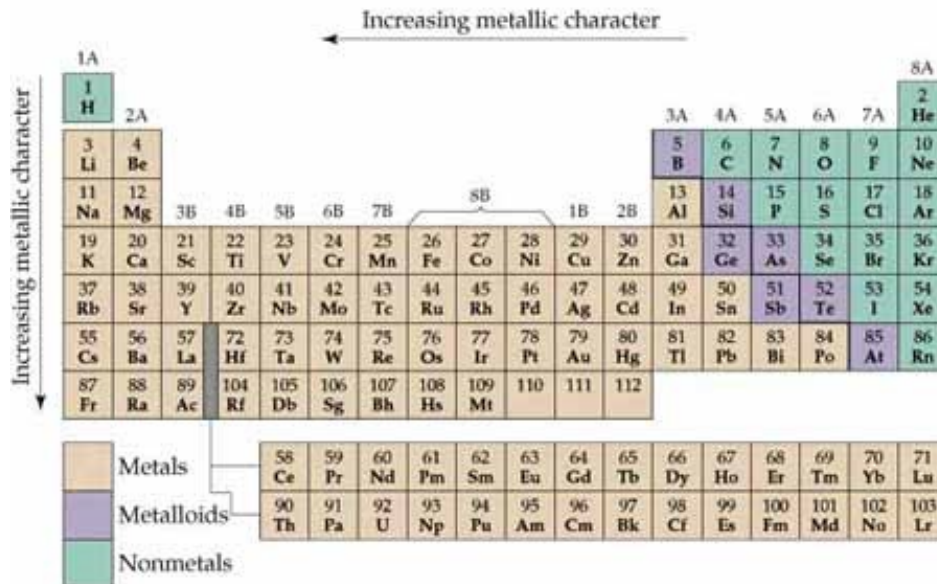 Increasing metallic character
Increasing metallic character
1A
8A
1
H
2
He
2A
3A 4A 5A 6A 7A
3 4 5 6 7 8 9 10
Li Be B C N O F Ne
11 12 13 14 15 16 17 18
Na Mg Al Si P S Cl Ar
3B 4B 5B 6B 7B 8B 1B 2B
19 20 21 22 23 24 25 26 27 28 29 30 31 32 33 34 35 36
K Ca Sc Ti V Cr Mn Fe Co Ni Cu Zn Ga Ge As Se Br Kr
37 38 39 40 41 42 43 44 45 46 47 48 49 50 51 52 53 54
Rb Sr Y Zr Nb Mo Tc Ru Rh Pd Ag Cd In Sn Sb Te I Xe
55 56 57 72 73 74 75 76 77 78 79 80 81 82 83 84 85 86
Cs Ba La Hf Ta W Re Os Ir Pt Au Hg Tl Pb Bi Po At Rn
87 88 89 104 105 106 107 108 109 110 111 112
Fr Ra Ac Rf Db Sg Bh Hs Mt
Metals
Metalloids
Nonmetals
58 59 60 61 62 63 64 65 66 67 68 69 70 71
Ce Pr Nd Pm Sm Eu Gd Tb Dy Ho Er Tm Yb Lu
90 91 92 93 94 95 96 97 98 99 100 101 102 103
Th Pa U Np Pu Am Cm Bk Cf Es Fm Md No Lr